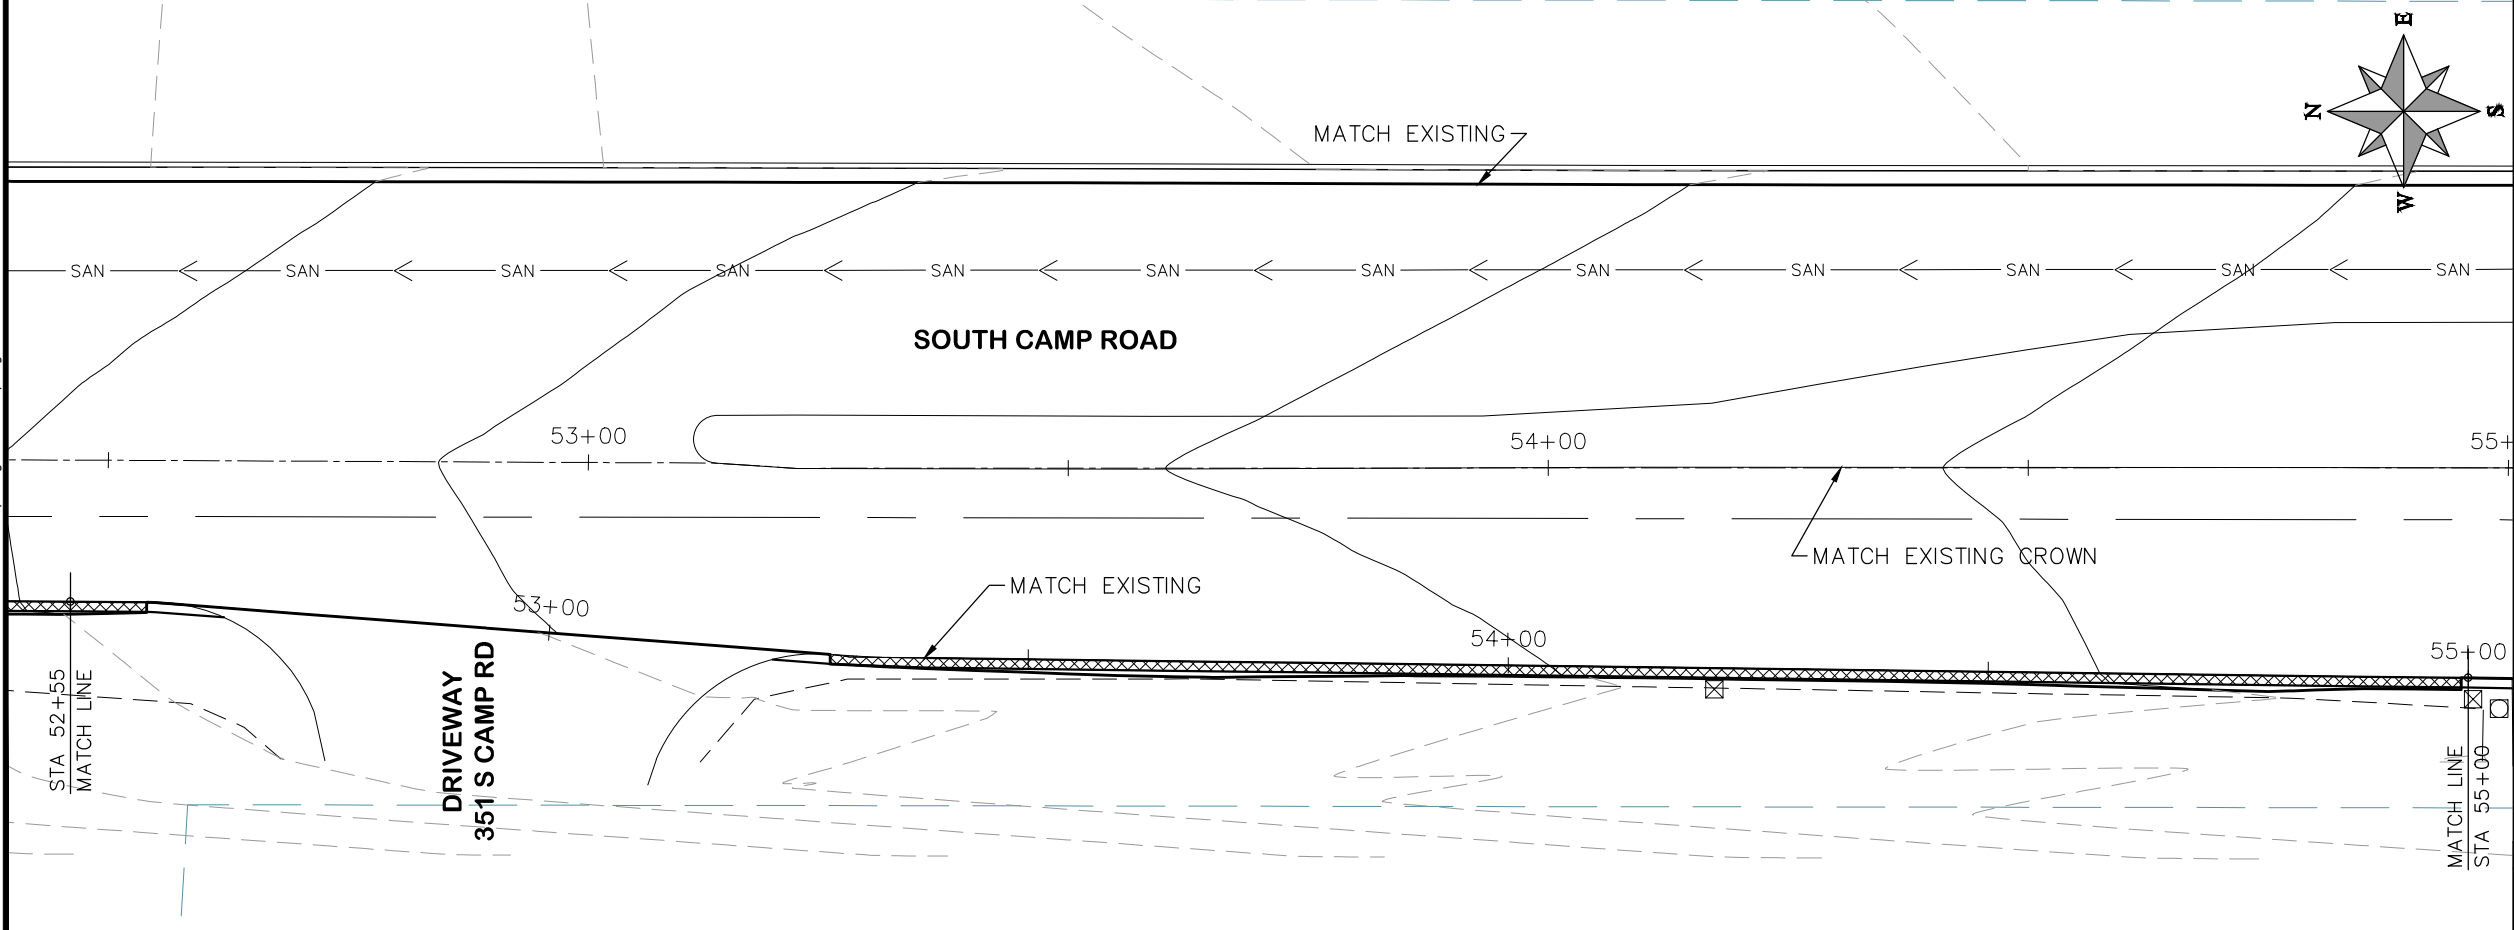 E
N
S
W
MATCH EXISTING
SAN SAN SAN SAN SAN SAN SAN SAN SAN SAN SAN SAN
SOUTH CAMP ROAD
53+00
54+00
55+
MATCH EXISTING CROWN
MATCH EXISTING
53+00
54+00
55+00
STA 52+55
MATCH LINE
DRIVEWAY
351 S CAMP RD
MATCH LINE
STA 55+00